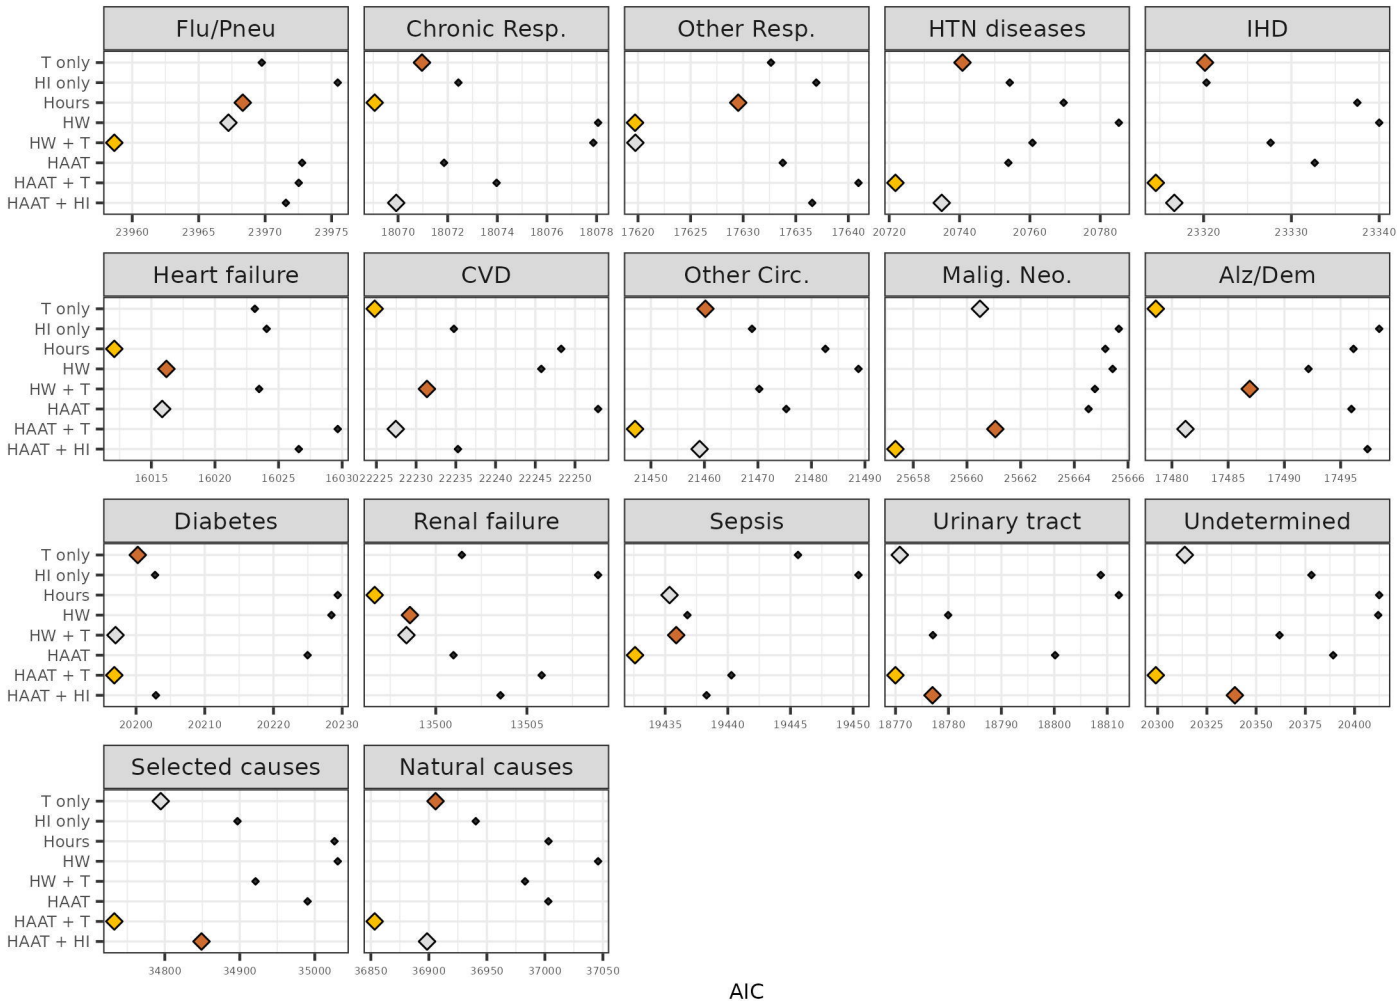 Flu/Pneu Chronic Resp. Other Resp. HTN diseases IHD
T only
HI only
Hours
HW
HW + T
HAAT
HAAT + T
HAAT + HI
23960 23965 23970 23975 18070 18072 18074 18076 18078 17620 17625 17630 17635 17640 20720 20740 20760 20780 23320 23330 23340
Heart failure CVD Other Circ. Malig. Neo. Alz/Dem
T only
HI only
Hours
HW
HW + T
HAAT
HAAT + T
HAAT + HI
16015 16020 16025 16030 22225 22230 22235 22240 22245 22250 21450 21460 21470 21480 21490 25658 25660 25662 25664 25666 17480 17485 17490 17495
Diabetes Renal failure Sepsis Urinary tract Undetermined
T only
HI only
Hours
HW
HW + T
HAAT
HAAT + T
HAAT + HI
20200 20210 20220 20230 13500 13505 19435 19440 19445 19450 18770 18780 18790 18800 18810 20300 20325 20350 20375 20400
Selected causes Natural causes
T only
HI only
Hours
HW
HW + T
HAAT
HAAT + T
HAAT + HI
34800 34900 35000 36850 36900 36950 37000 37050
AIC